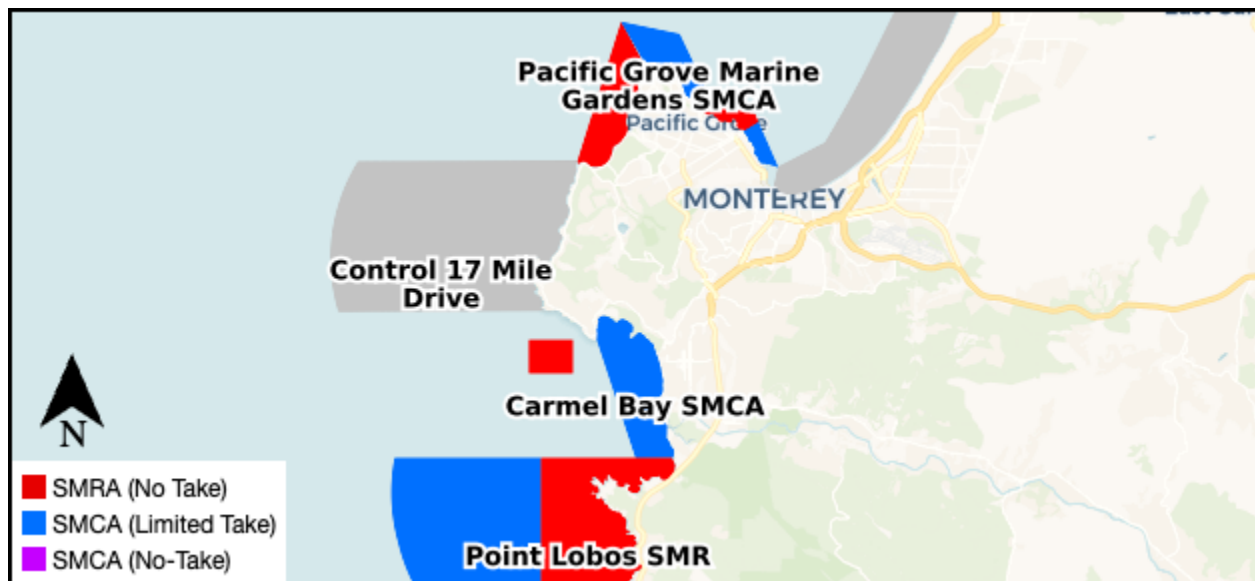 Pacific Grove Marine
Gardens SMCA
Pacific Grove
MONTEREY
Control 17 Mile
Drive
Carmel Bay SMCA
N
SMRA (No Take)
SMCA (Limited Take)
SMCA (No-Take)
Point Lobos SMR